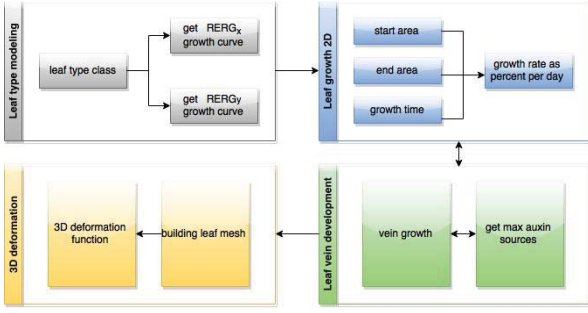 Leaf type modeling
leaf type class
get RERGx
growth curve
get RERGy
growth curve
Leaf growth 2D
start area
end area
growth time
growth rate as
percent per day
3D deformation
3D deformation
function
building leaf mesh
Leaf vein development
vein growth
get max auxin
sources